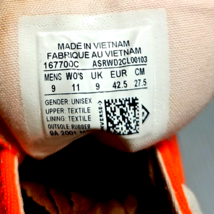 MADE IN VIETNAM
FABRIQUE AU VIETNAM
167700C ASRWD2CL00103
MENS WO'S UK EUR CM
9 11 9 42.5 27.5
GENDER: UNISEX
UPPER: TEXTILE
LINING: TEXTILE
OUTSOLE: RUBBER